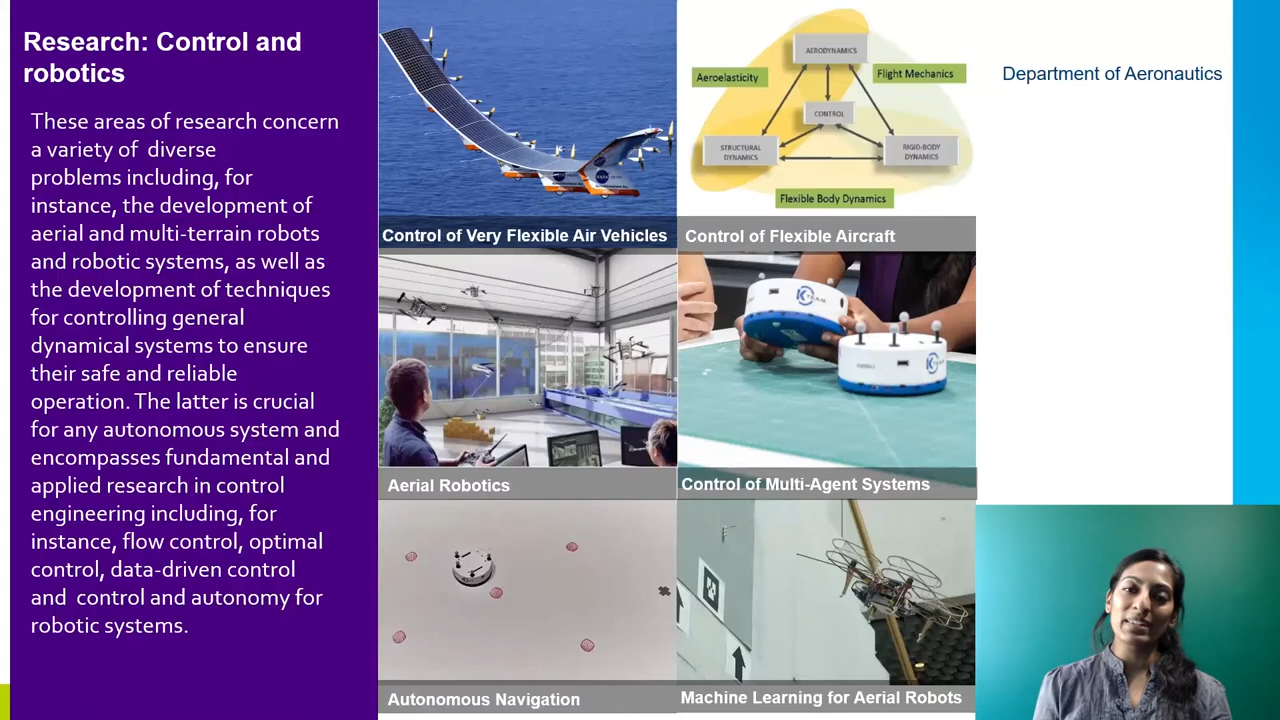 Research: Control and
robotics
These areas of research concern
a variety of diverse
problems including, for
instance, the development of
aerial and multi-terrain robots
and robotic systems, as well as
the development of techniques
for controlling general
dynamical systems to ensure
their safe and reliable
operation. The latter is crucial
for any autonomous system and
encompasses fundamental and
applied research in control
engineering including, for
instance, flow control, optimal
control, data-driven control
and control and autonomy for
robotic systems.
Control of Very Flexible Air Vehicles
AERODYNAMICS
Aeroelasticity
Flight Mechanics
CONTROL
STRUCTURAL
DYNAMICS
RIGID-BODY
DYNAMICS
Flexible Body Dynamics
Control of Flexible Aircraft
Department of Aeronautics
Aerial Robotics
K TEAM
K TEAM
Control of Multi-Agent Systems
Autonomous Navigation
Machine Learning for Aerial Robots